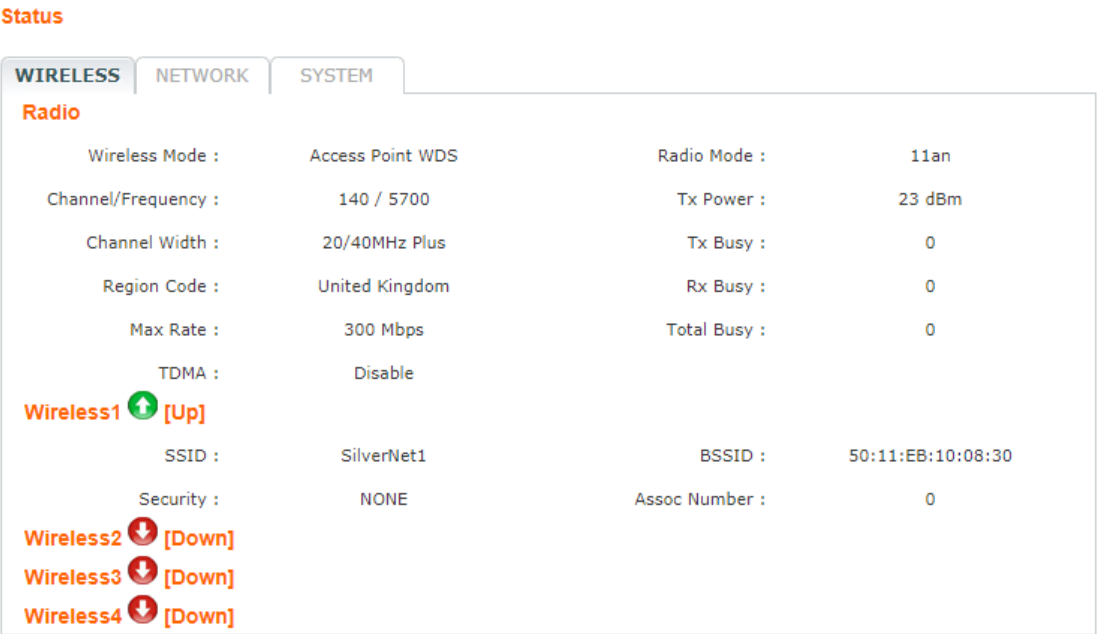 Status
WIRELESS NETWORK SYSTEM
Radio
Wireless Mode : Access Point WDS Radio Mode : 11an
Channel/Frequency : 140 / 5700 Tx Power : 23 dBm
Channel Width : 20/40MHz Plus Tx Busy : 0
Region Code : United Kingdom Rx Busy : 0
Max Rate : 300 Mbps Total Busy : 0
TDMA : Disable
Wireless1 [Up]
SSID : SilverNet1 BSSID : 50:11:EB:10:08:30
Security : NONE Assoc Number : 0
Wireless2 [Down]
Wireless3 [Down]
Wireless4 [Down]